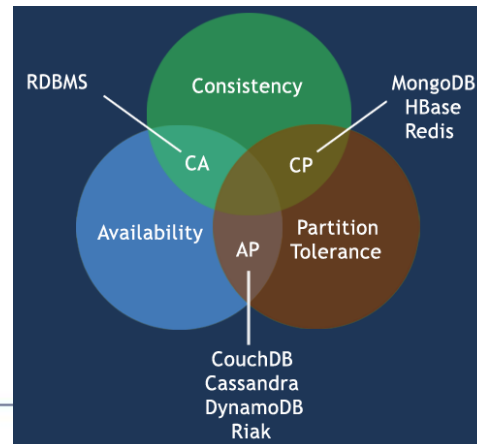 RDBMS
Consistency
MongoDB
HBase
Redis
CA
CP
Availability
Partition
Tolerance
AP
CouchDB
Cassandra
DynamoDB
Riak